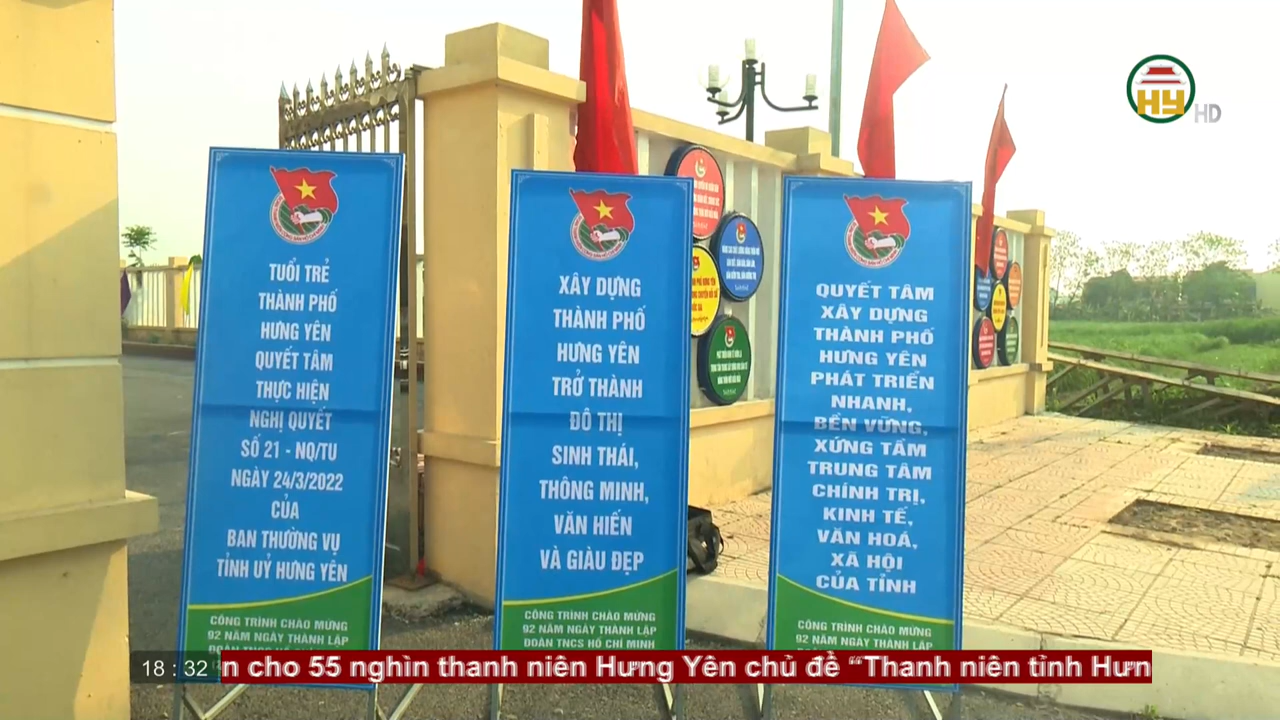 HY HD
TUỔI TRẺ
THÀNH PHỐ
HƯNG YÊN
QUYẾT TÂM
THỰC HIỆN
NGHỊ QUYẾT
SỐ 21 - NQ/TU
NGÀY 24/3/2022
CỦA
BAN THƯỜNG VỤ
TỈNH UỶ HƯNG YÊN
CÔNG TRÌNH CHÀO MỪNG
92 NĂM NGÀY THÀNH LẬP
XÂY DỰNG
THÀNH PHỐ
HƯNG YÊN
TRỞ THÀNH
ĐÔ THỊ
SINH THÁI,
THÔNG MINH,
VĂN HIẾN
VÀ GIÀU ĐẸP
CÔNG TRÌNH CHÀO MỪNG
92 NĂM NGÀY THÀNH LẬP
ĐOÀN TNCS HỒ CHÍ MINH
QUYẾT TÂM
XÂY DỰNG
THÀNH PHỐ
HƯNG YÊN
PHÁT TRIỂN
NHANH,
BỀN VỮNG,
XỨNG TẦM
TRUNG TÂM
CHÍNH TRỊ,
KINH TẾ,
VĂN HOÁ,
XÃ HỘI
CỦA TỈNH
CÔNG TRÌNH CHÀO MỪNG
92 NĂM NGÀY THÀNH LẬP
18 : 32 n cho 55 nghìn thanh niên Hưng Yên chủ đề “Thanh niên tỉnh Hưn